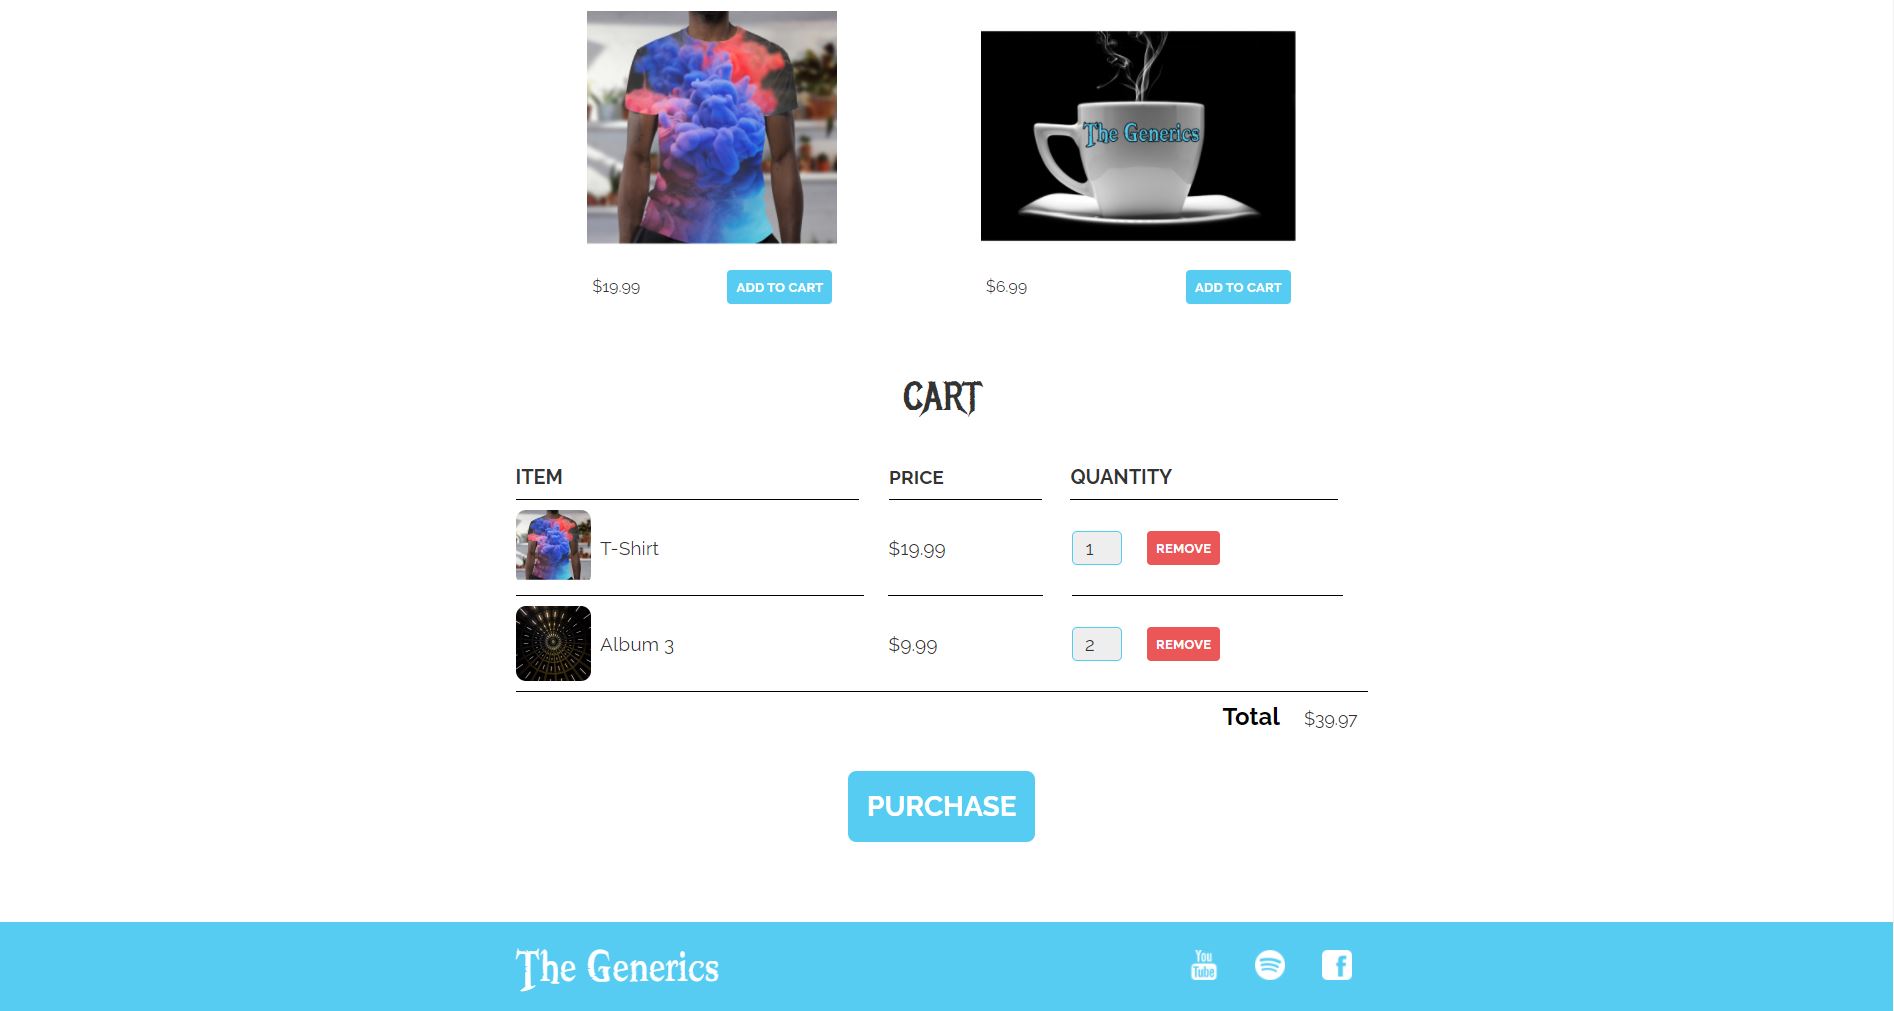 The Generics
$19.99 ADD TO CART $6.99 ADD TO CART
CART
ITEM PRICE QUANTITY
T-Shirt $19.99 1 REMOVE
Album 3 $9.99 2 REMOVE
Total $39.97
PURCHASE
The Generics You Tube f